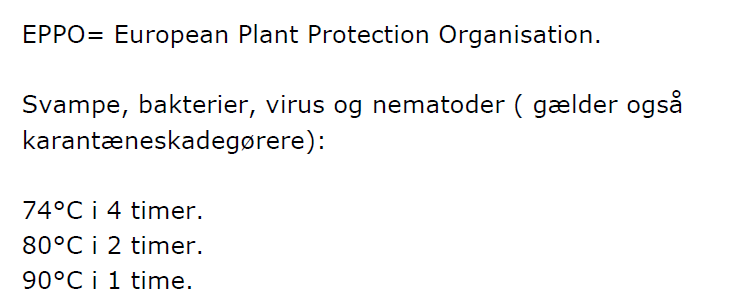 EPPO= European Plant Protection Organisation.
Svampe, bakterier, virus og nematoder ( gælder også
karantæneskadegørere):
74°C i 4 timer.
80°C i 2 timer.
90°C i 1 time.